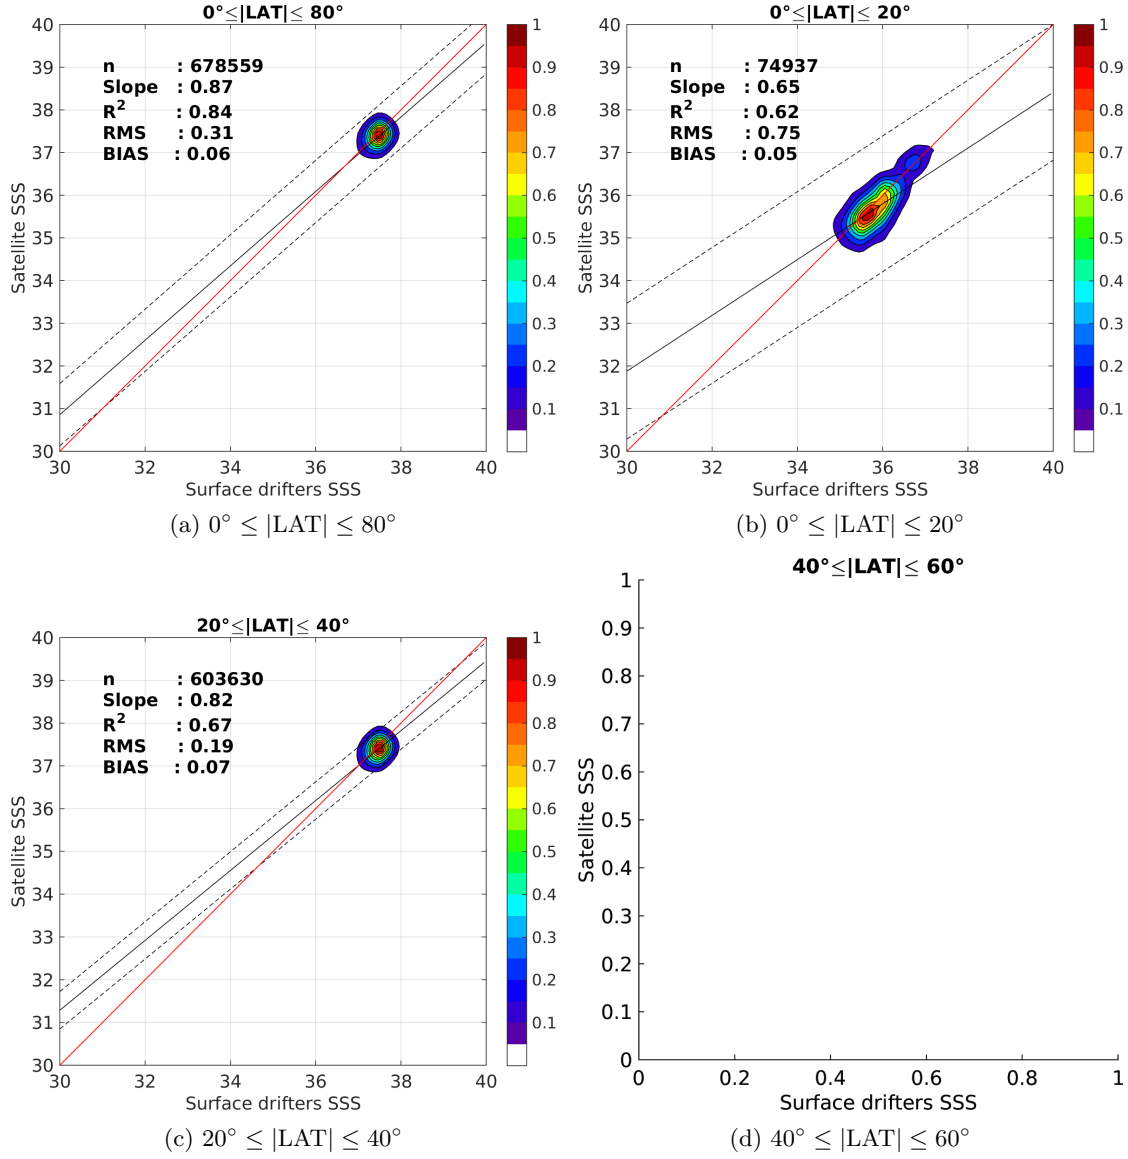 0°≤|LAT|≤ 80°
n : 678559
Slope : 0.87
R² : 0.84
RMS : 0.31
BIAS : 0.06
40
39
38
37
36
35
34
33
32
31
30
30 32 34 36 38 40
Satellite SSS
Surface drifters SSS
1
0.9
0.8
0.7
0.6
0.5
0.4
0.3
0.2
0.1
(a) 0° ≤ |LAT| ≤ 80°
0°≤|LAT|≤ 20°
n : 74937
Slope : 0.65
R² : 0.62
RMS : 0.75
BIAS : 0.05
40
39
38
37
36
35
34
33
32
31
30
30 32 34 36 38 40
Satellite SSS
Surface drifters SSS
1
0.9
0.8
0.7
0.6
0.5
0.4
0.3
0.2
0.1
(b) 0° ≤ |LAT| ≤ 20°
20°≤|LAT|≤ 40°
n : 603630
Slope : 0.82
R² : 0.67
RMS : 0.19
BIAS : 0.07
40
39
38
37
36
35
34
33
32
31
30
30 32 34 36 38 40
Satellite SSS
Surface drifters SSS
1
0.9
0.8
0.7
0.6
0.5
0.4
0.3
0.2
0.1
(c) 20° ≤ |LAT| ≤ 40°
40°≤|LAT|≤ 60°
1
0.9
0.8
0.7
0.6
0.5
0.4
0.3
0.2
0.1
0
0 0.2 0.4 0.6 0.8 1
Satellite SSS
Surface drifters SSS
(d) 40° ≤ |LAT| ≤ 60°